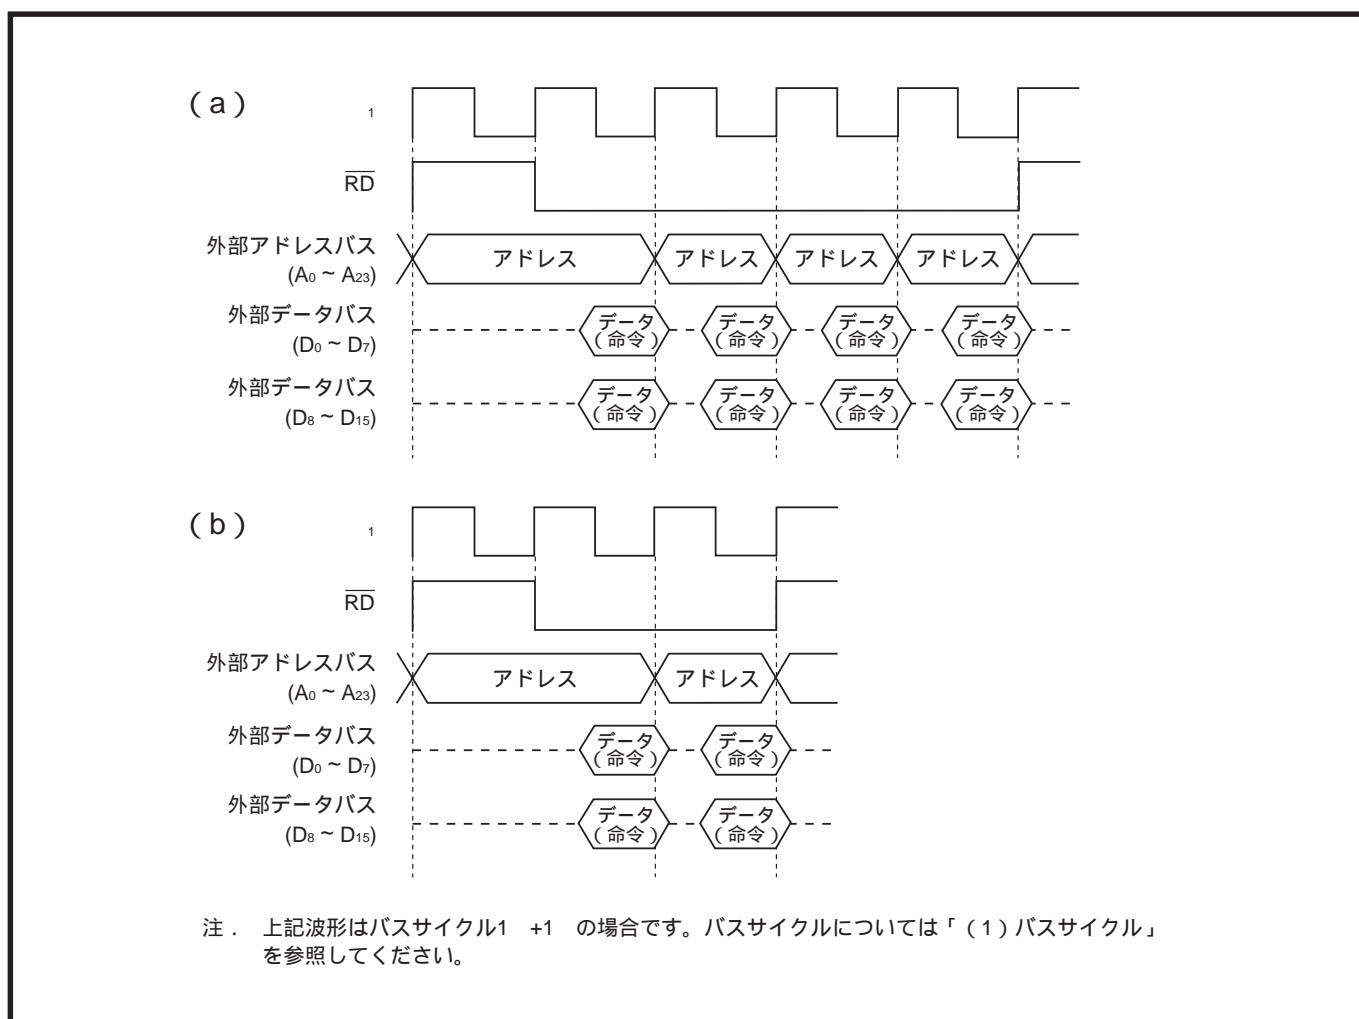 (a)
1
RD
外部アドレスバス
(A0 ~ A23)
アドレス アドレス アドレス アドレス
外部データバス
(D0 ~ D7)
データ データ データ データ
(命令) (命令) (命令) (命令)
外部データバス
(D8 ~ D15)
データ データ データ データ
(命令) (命令) (命令) (命令)
(b)
1
RD
外部アドレスバス
(A0 ~ A23)
アドレス アドレス
外部データバス
(D0 ~ D7)
データ データ
(命令) (命令)
外部データバス
(D8 ~ D15)
データ データ
(命令) (命令)
注. 上記波形はバスサイクル1 +1 の場合です。バスサイクルについては「(1)バスサイクル」
を参照してください。